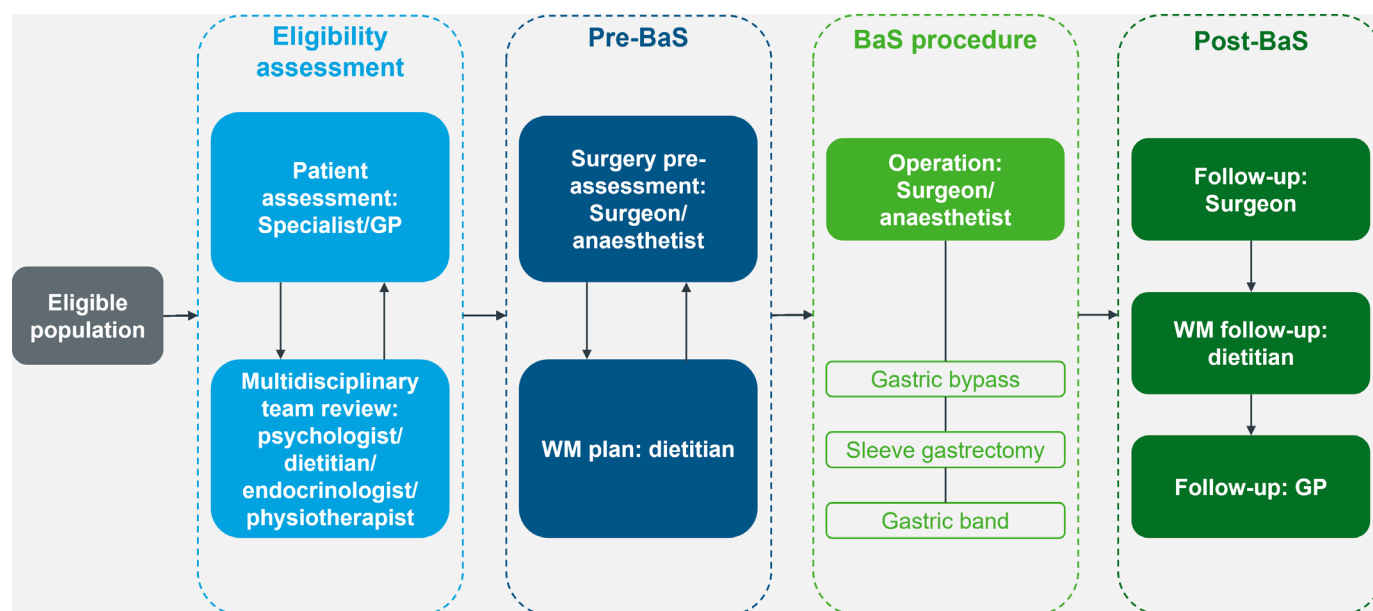 Eligible
population
Eligibility
assessment
Patient
assessment:
Specialist/GP
Multidisciplinary
team review:
psychologist/
dietitian/
endocrinologist/
physiotherapist
Pre-BaS
Surgery pre-
assessment:
Surgeon/
anaesthetist
WM plan: dietitian
BaS procedure
Operation:
Surgeon/
anaesthetist
Gastric bypass
Sleeve gastrectomy
Gastric band
Post-BaS
Follow-up:
Surgeon
WM follow-up:
dietitian
Follow-up: GP